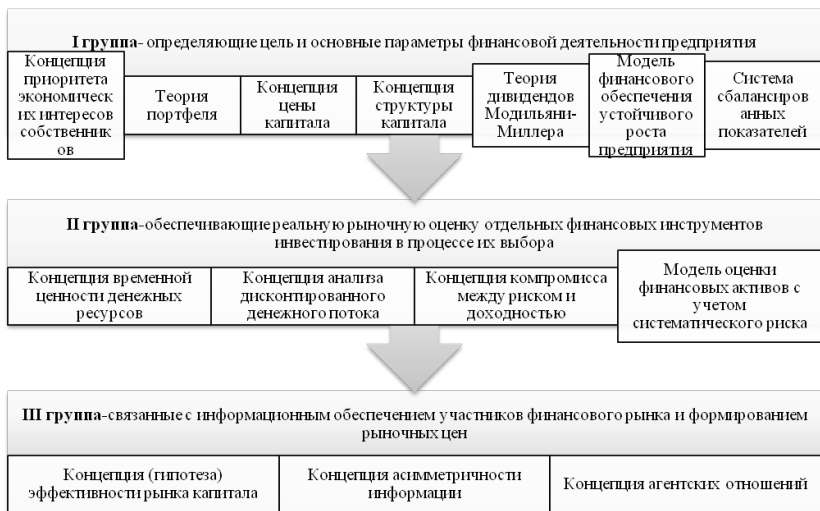 I группа- определяющие цель и основные параметры финансовой деятельности предприятия
Концепция
приоритета
экономическ
их интересов
собственник
ов
Теория
портфеля
Концепция
цены
капитала
Концепция
структуры
капитала
Теория
дивидендов
Модильяни-
Миллера
Модель
финансового
обеспечения
устойчивого
роста
предприятия
Система
сбалансиров
анных
показателей
II группа-обеспечивающие реальную рыночную оценку отдельных финансовых инструментов
инвестирования в процессе их выбора
Концепция временной
ценности денежных
ресурсов
Концепция анализа
дисконтированного
денежного потока
Концепция компромисса
между риском и
доходностью
Модель оценки
финансовых активов с
учетом
систематического риска
III группа-связанные с информационным обеспечением участников финансового рынка и формированием
рыночных цен
Концепция (гипотеза)
эффективности рынка капитала
Концепция асимметричности
информации
Концепция агентских отношений